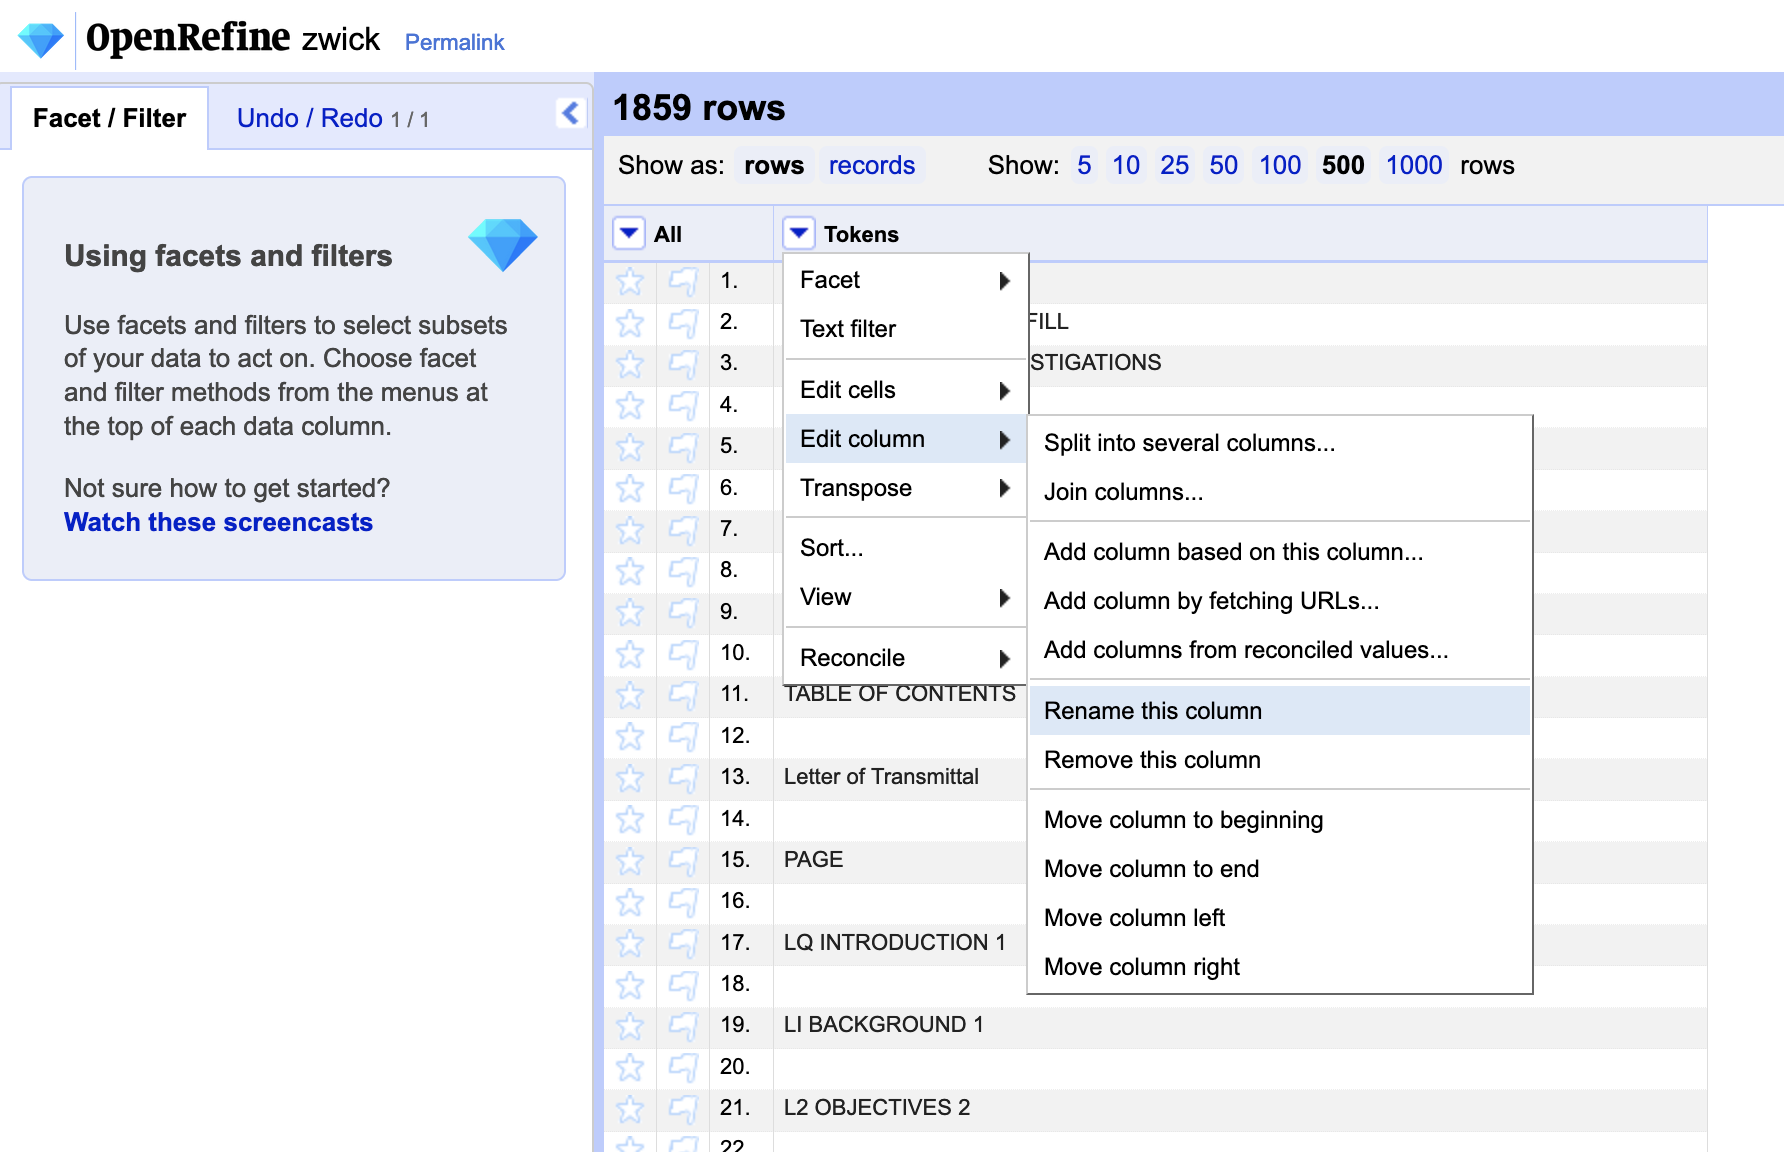 OpenRefine zwick Permalink
Facet / Filter Undo / Redo 1 / 1
1859 rows
Show as: rows records Show: 5 10 25 50 100 500 1000 rows
Using facets and filters
Use facets and filters to select subsets
of your data to act on. Choose facet
and filter methods from the menus at
the top of each data column.
Not sure how to get started?
Watch these screencasts
All Tokens
1.
2. FILL
3. STIGATIONS
4.
5.
6.
7.
8.
9.
10.
11. TABLE OF CONTENTS
12.
13. Letter of Transmittal
14.
15. PAGE
16.
17. LQ INTRODUCTION 1
18.
19. LI BACKGROUND 1
20.
21. L2 OBJECTIVES 2
22.
Facet
Text filter
Edit cells
Edit column
Transpose
Sort...
View
Reconcile
Split into several columns...
Join columns...
Add column based on this column...
Add column by fetching URLs...
Add columns from reconciled values...
Rename this column
Remove this column
Move column to beginning
Move column to end
Move column left
Move column right